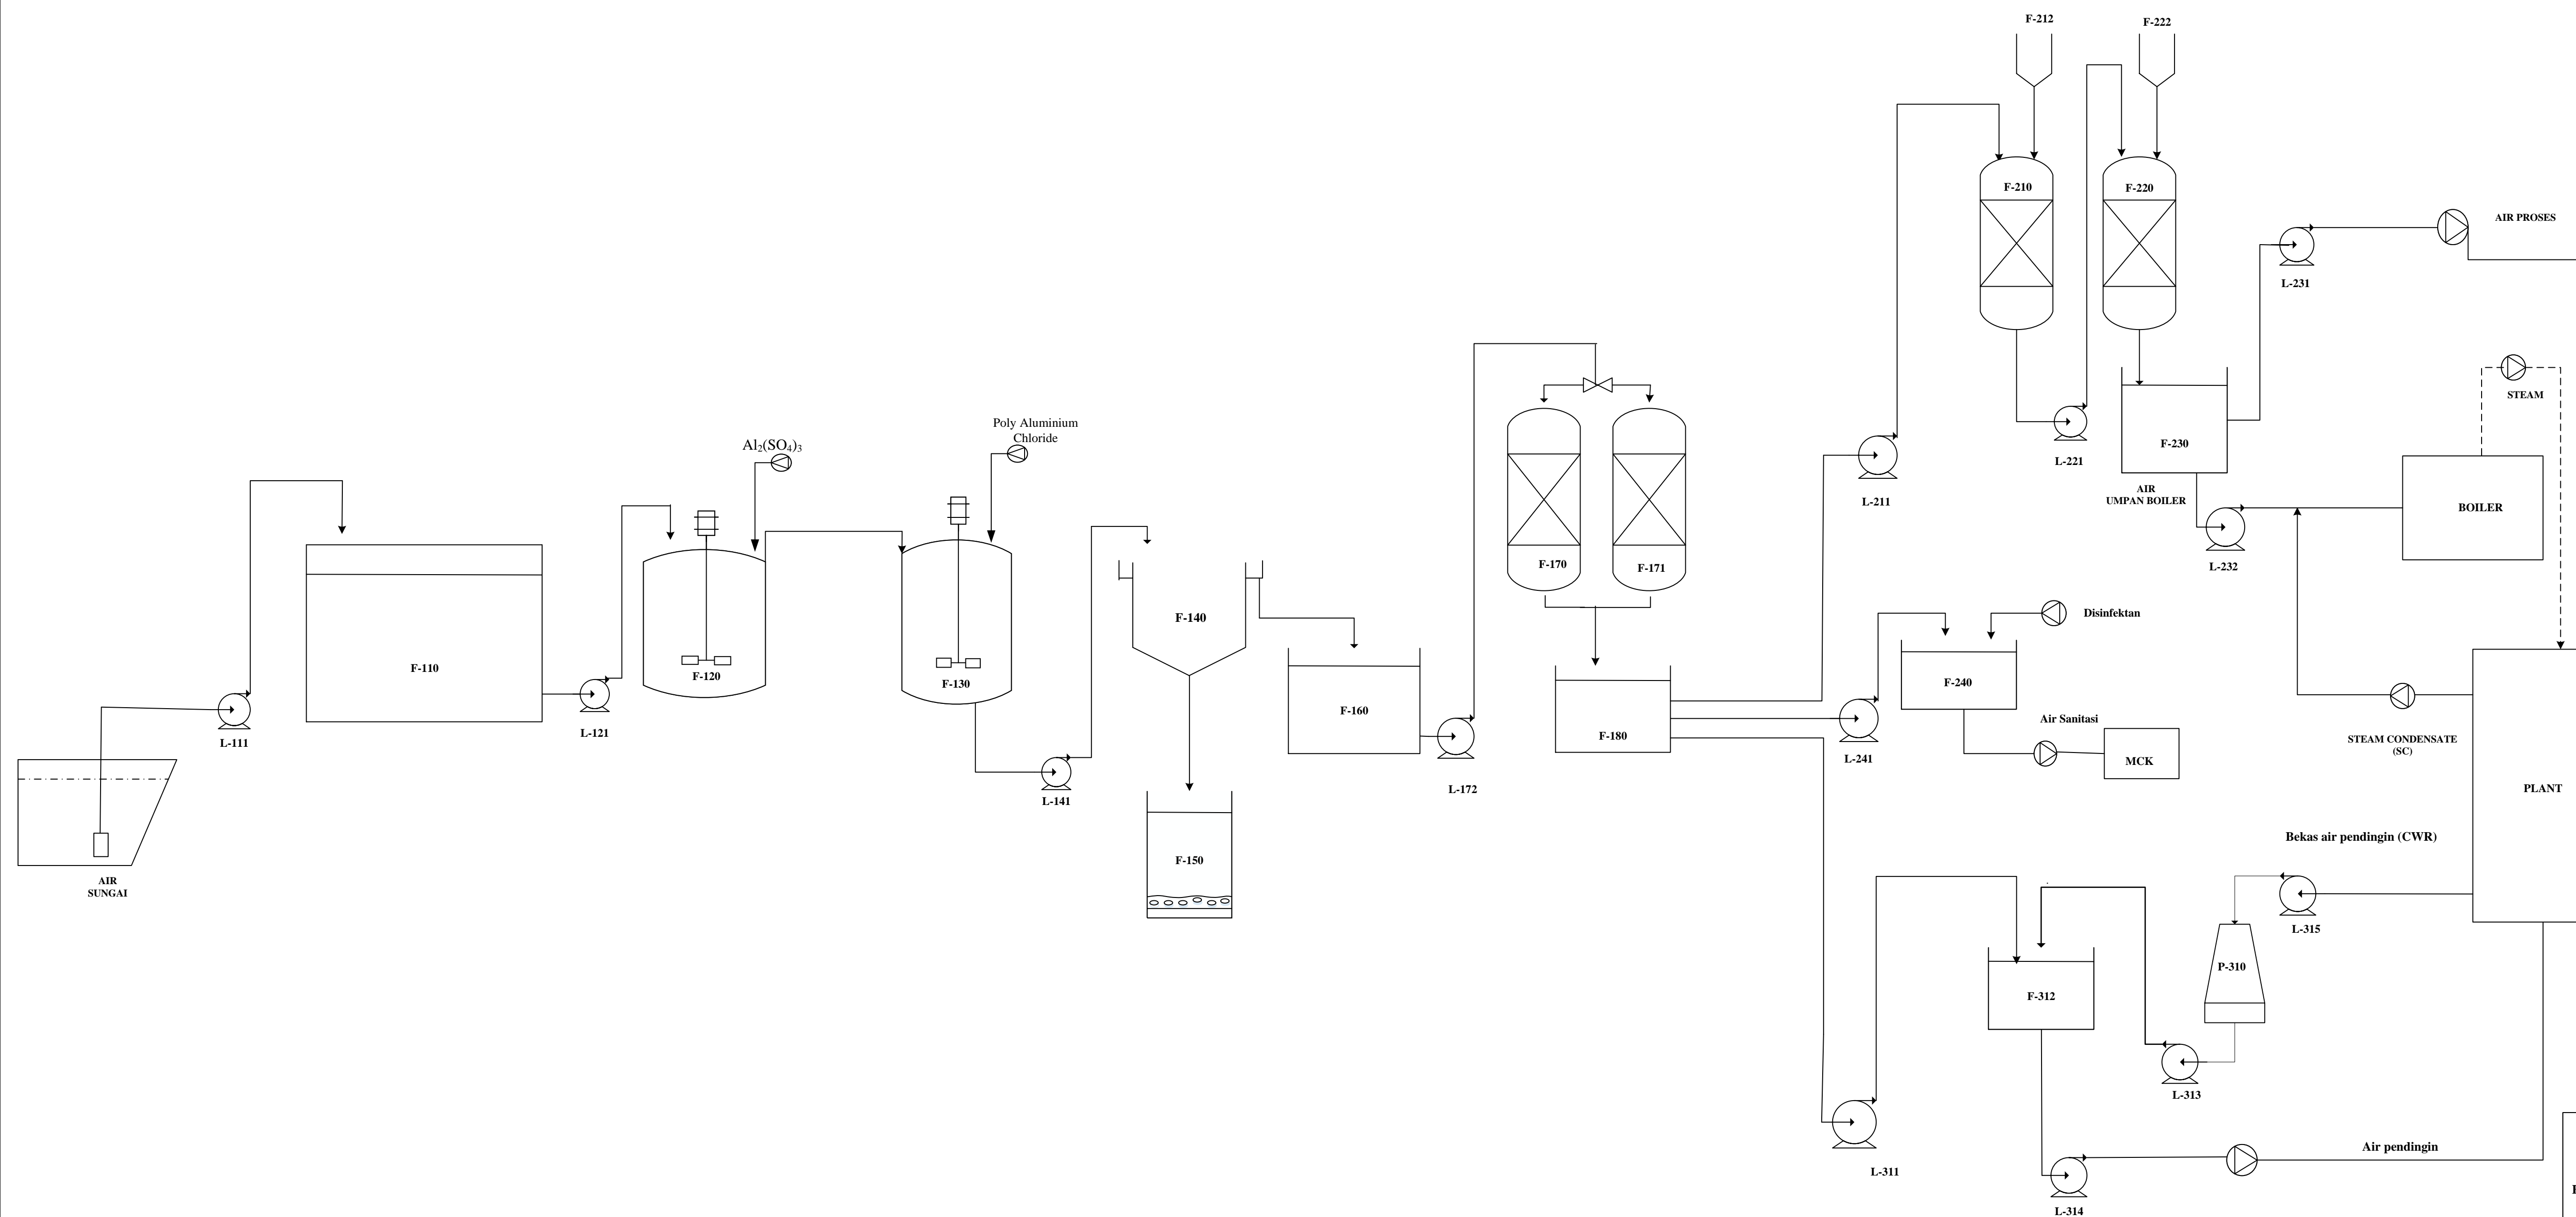 F-212
F-222
F-210
F-220
AIR PROSES
L-231
STEAM
Poly Aluminium
Chloride
Al₂(SO₄)₃
F-230
L-221
AIR
UMPAN BOILER
L-211
BOILER
L-232
F-170
F-171
Disinfektan
F-140
F-110
F-120
F-130
F-240
F-160
Air Sanitasi
L-111
L-121
F-180
STEAM CONDENSATE
(SC)
L-241
MCK
L-172
PLANT
L-141
Bekas air pendingin (CWR)
F-150
AIR
SUNGAI
L-315
P-310
F-312
L-313
Air pendingin
L-311
L-314